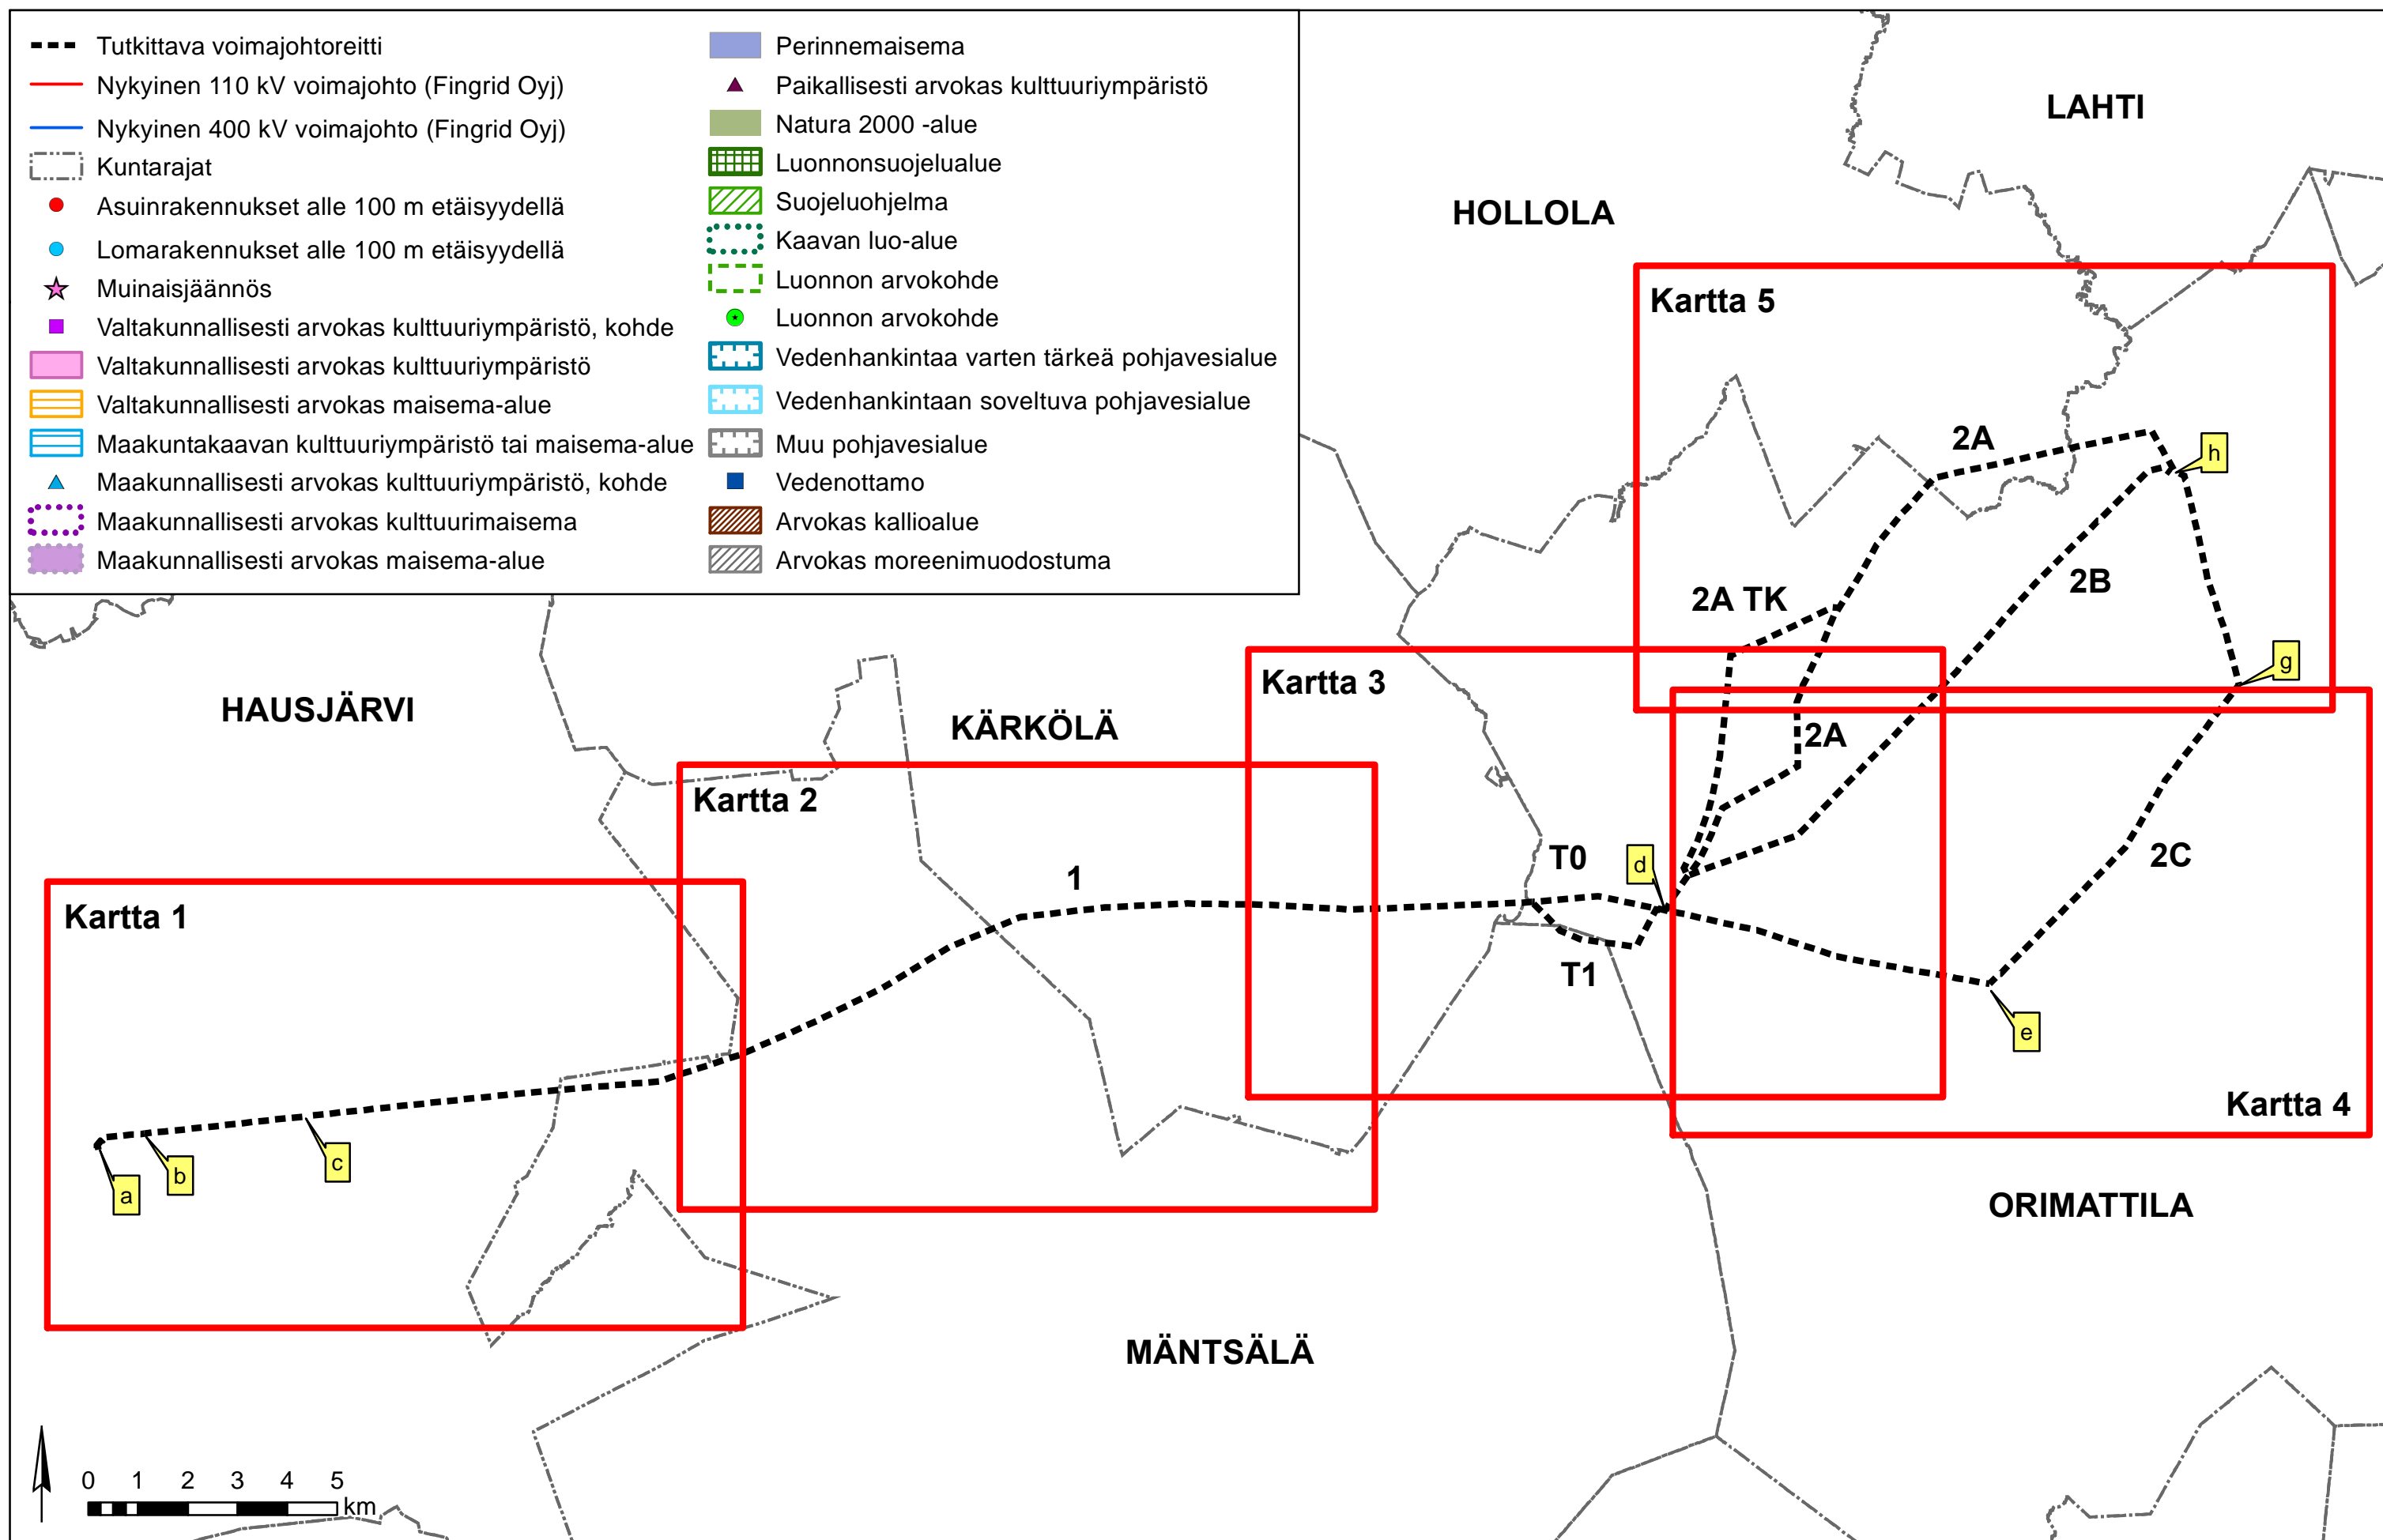 Tutkittava voimajohtoreitti
Nykyinen 110 kV voimajohto (Fingrid Oyj)
Nykyinen 400 kV voimajohto (Fingrid Oyj)
Kuntarajat
Asuinrakennukset alle 100 m etäisyydellä
Lomarakennukset alle 100 m etäisyydellä
Muinaisjäännös
Valtakunnallisesti arvokas kulttuuriympäristö, kohde
Valtakunnallisesti arvokas kulttuuriympäristö
Valtakunnallisesti arvokas maisema-alue
Maakuntakaavan kulttuuriympäristö tai maisema-alue
Maakunnallisesti arvokas kulttuuriympäristö, kohde
Maakunnallisesti arvokas kulttuurimaisema
Maakunnallisesti arvokas maisema-alue
Perinnemaisema
Paikallisesti arvokas kulttuuriympäristö
Natura 2000 -alue
Luonnonsuojelualue
Suojeluohjelma
Kaavan luo-alue
Luonnon arvokohde
Luonnon arvokohde
Vedenhankintaa varten tärkeä pohjavesialue
Vedenhankintaan soveltuva pohjavesialue
Muu pohjavesialue
Vedenottamo
Arvokas kallioalue
Arvokas moreenimuodostuma
LAHTI
HOLLOLA
Kartta 5
2A
h
2B
2A TK
g
Kartta 3
HAUSJÄRVI
KÄRKÖLÄ
2A
Kartta 2
T0
d
2C
1
Kartta 1
T1
e
Kartta 4
c
b
a
ORIMATTILA
MÄNTSÄLÄ
0 1 2 3 4 5
km